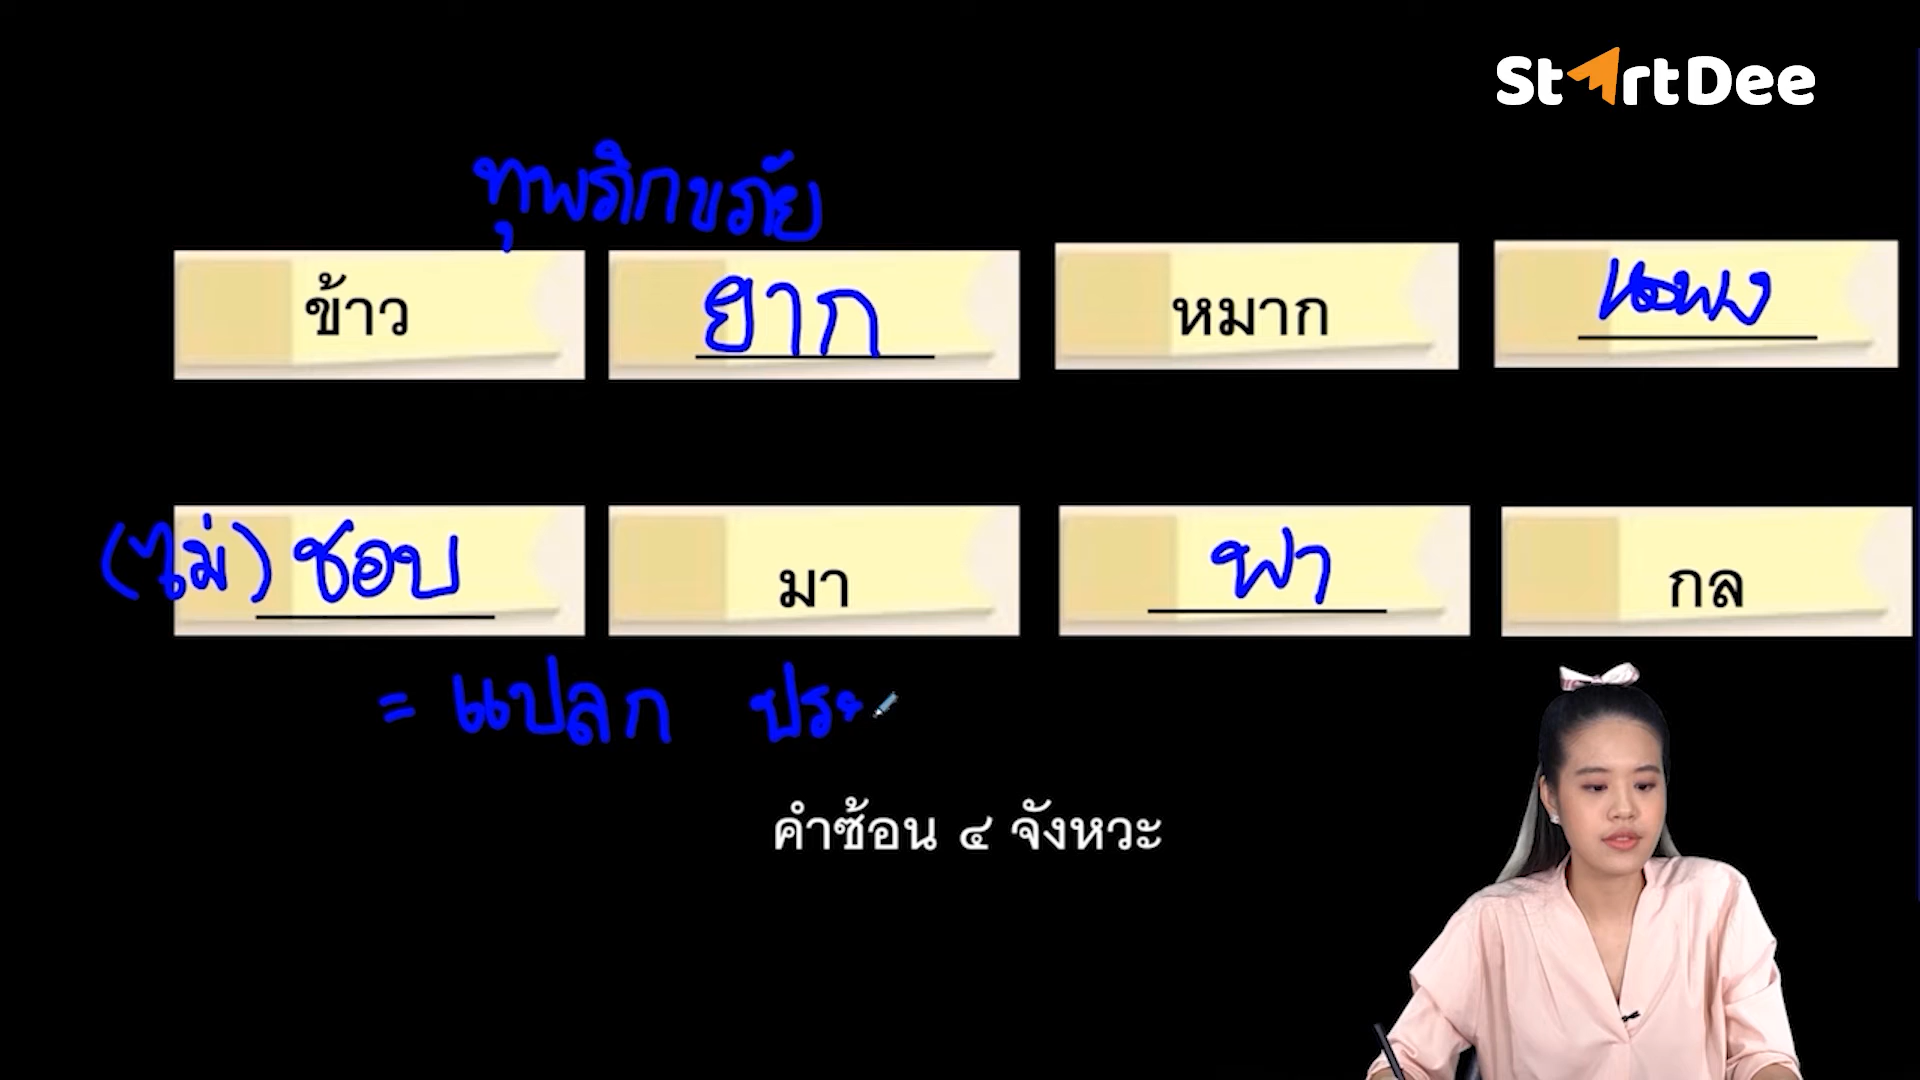 StartDee
ทุพภิกขภัย
ข้าว ยาก หมาก แพง
(ไม่) ชอบ มา พา กล
= แปลก ประ
คำซ้อน ๔ จังหวะ